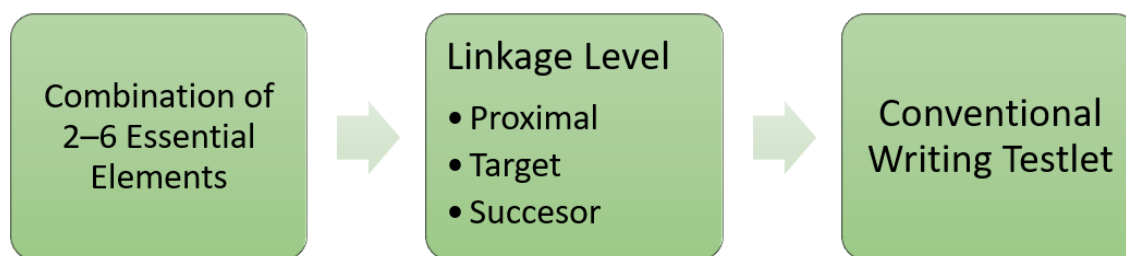 Combination of
2–6 Essential
Elements
Linkage Level
• Proximal
• Target
• Succesor
Conventional
Writing Testlet